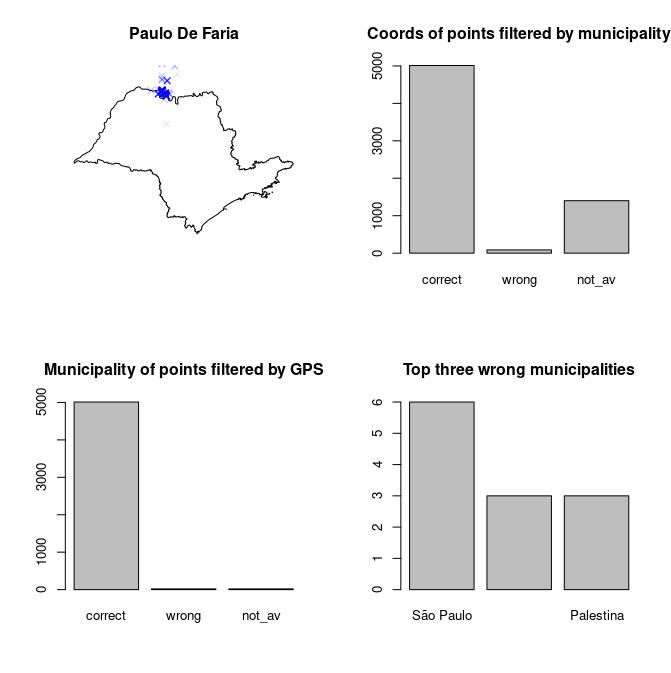 Paulo De Faria
Coords of points filtered by municipality
5000
3000
1000
0
correct wrong not_av
Municipality of points filtered by GPS
5000
3000
1000
0
correct wrong not_av
Top three wrong municipalities
6
5
4
3
2
1
0
São Paulo Palestina